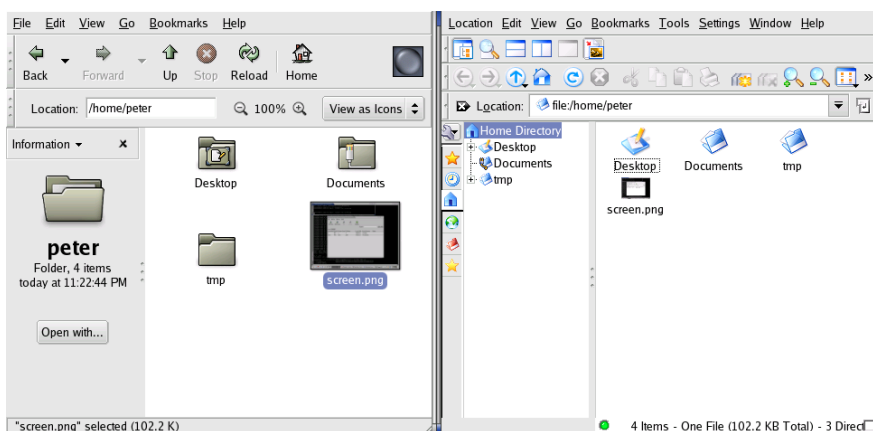 File Edit View Go Bookmarks Help
Back Forward Up Stop Reload Home
Location: /home/peter 100% View as Icons
Information
peter
Folder, 4 items
today at 11:22:44 PM
Open with...
Desktop Documents
tmp screen.png
"screen.png" selected (102.2 K)
Location Edit View Go Bookmarks Tools Settings Window Help
Location: file:/home/peter
Home Directory
Desktop
Documents
tmp
Desktop Documents tmp
screen.png
4 Items - One File (102.2 KB Total) - 3 Direct